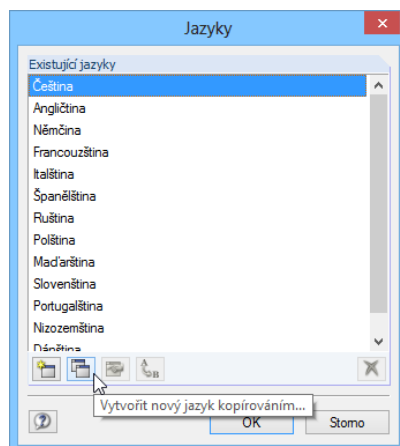 Jazyky
Existující jazyky
Čeština
Angličtina
Němčina
Francouzština
Italština
Španělština
Ruština
Polština
Maďarština
Slovenština
Portugalština
Nizozemština
Dánština
Vytvořit nový jazyk kopírováním...
OK
Storno